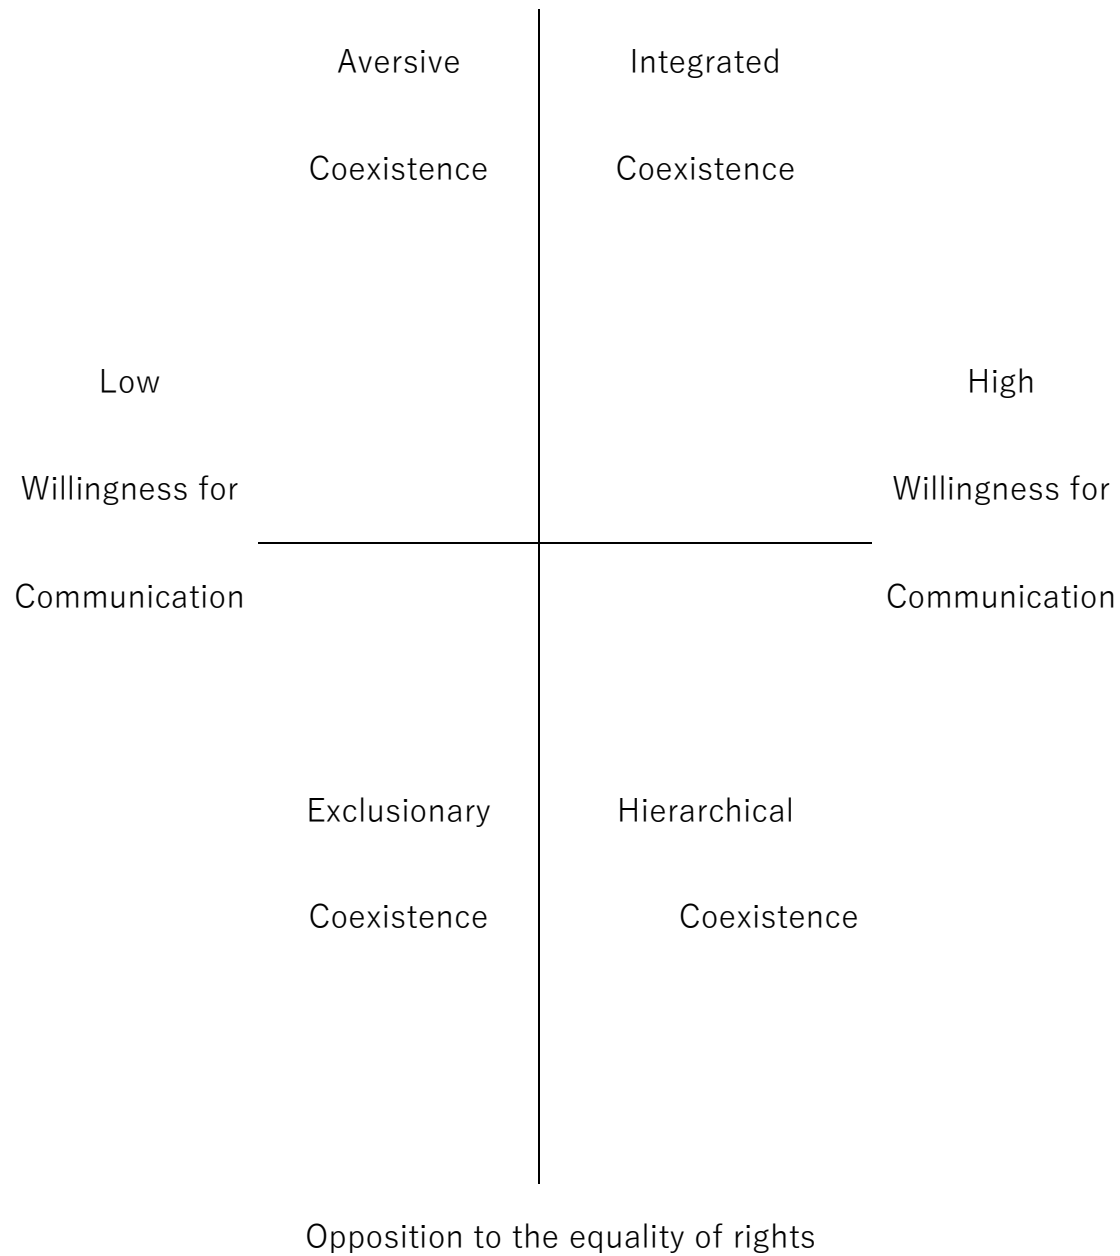 Aversive
Coexistence
Integrated
Coexistence
Low
Willingness for
Communication
High
Willingness for
Communication
Exclusionary
Coexistence
Hierarchical
Coexistence
Opposition to the equality of rights